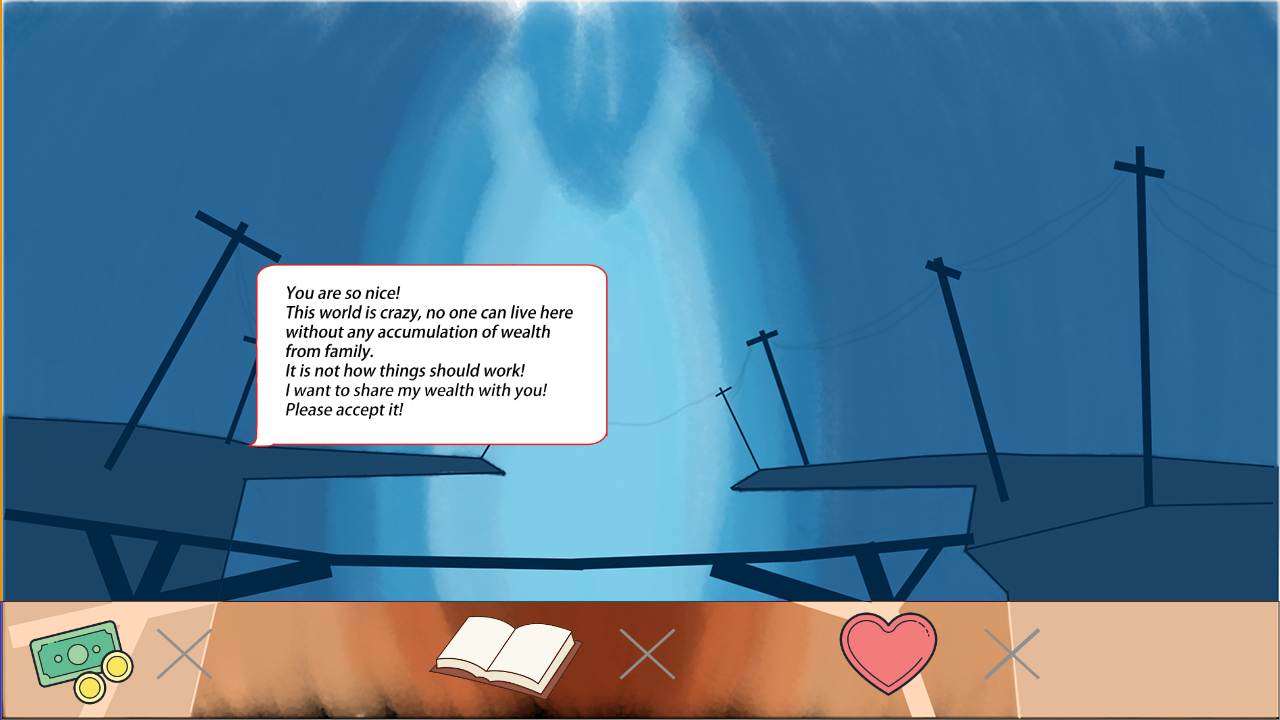 You are so nice!
This world is crazy, no one can live here
without any accumulation of wealth
from family.
It is not how things should work!
I want to share my wealth with you!
Please accept it!